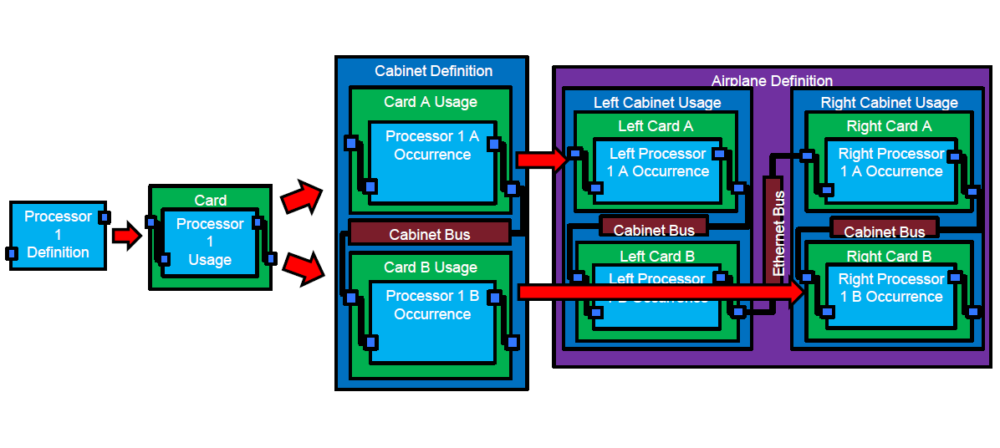 Processor
1
Definition
Card
Processor
1
Usage
Cabinet Definition
Card A Usage
Processor 1 A
Occurrence
Cabinet Bus
Card B Usage
Processor 1 B
Occurrence
Airplane Definition
Left Cabinet Usage
Left Card A
Left Processor
1 A Occurrence
Cabinet Bus
Left Card B
Left Processor
Occurrence
Ethernet Bus
Right Cabinet Usage
Right Card A
Right Processor
1 A Occurrence
Cabinet Bus
Right Card B
Right Processor
1 B Occurrence